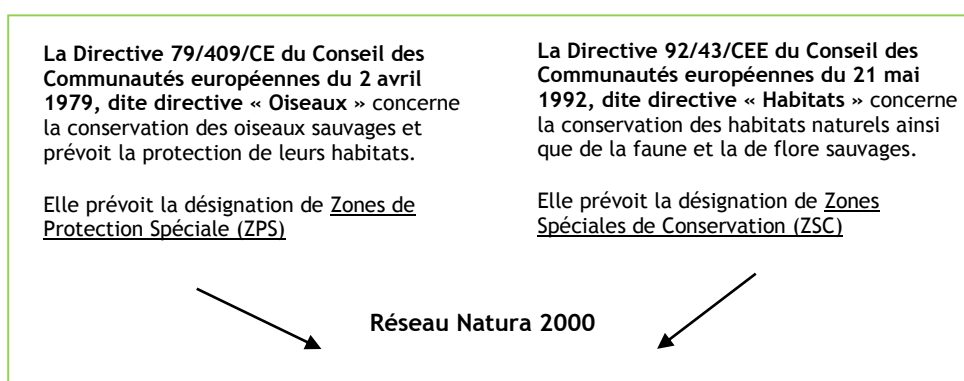 La Directive 79/409/CE du Conseil des
Communautés européennes du 2 avril
1979, dite directive « Oiseaux » concerne
la conservation des oiseaux sauvages et
prévoit la protection de leurs habitats.
Elle prévoit la désignation de Zones de
Protection Spéciale (ZPS)
La Directive 92/43/CEE du Conseil des
Communautés européennes du 21 mai
1992, dite directive « Habitats » concerne
la conservation des habitats naturels ainsi
que de la faune et la de flore sauvages.
Elle prévoit la désignation de Zones
Spéciales de Conservation (ZSC)
Réseau Natura 2000